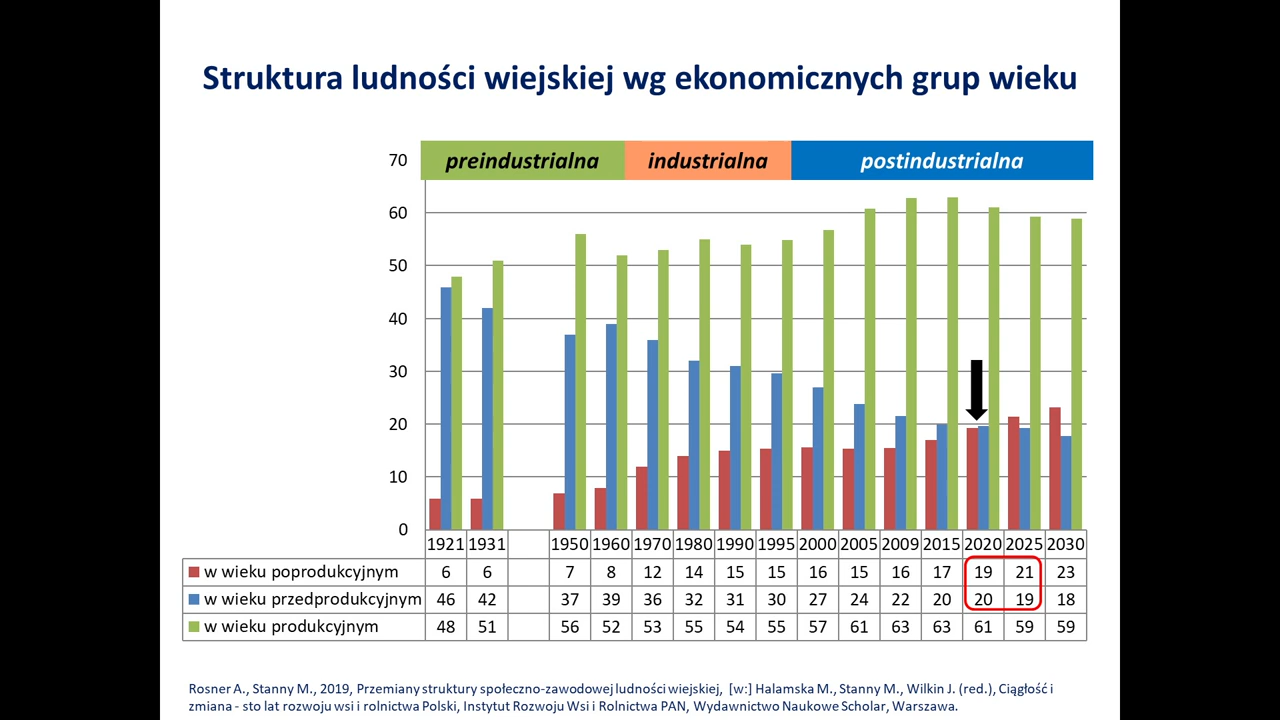 Struktura ludności wiejskiej wg ekonomicznych grup wieku
preindustrialna industrialna postindustrialna
70
60
50
40
30
20
10
0
1921 1931 1950 1960 1970 1980 1990 1995 2000 2005 2009 2015 2020 2025 2030
w wieku poprodukcyjnym 6 6 7 8 12 14 15 15 16 15 16 17 19 21 23
w wieku przedprodukcyjnym 46 42 37 39 36 32 31 30 27 24 22 20 20 19 18
w wieku produkcyjnym 48 51 56 52 53 55 54 55 57 61 63 63 61 59 59
Rosner A., Stanny M., 2019, Przemiany struktury społeczno-zawodowej ludności wiejskiej, [w:] Halamska M., Stanny M., Wilkin J. (red.), Ciągłość i
zmiana - sto lat rozwoju wsi i rolnictwa Polski, Instytut Rozwoju Wsi i Rolnictwa PAN, Wydawnictwo Naukowe Scholar, Warszawa.